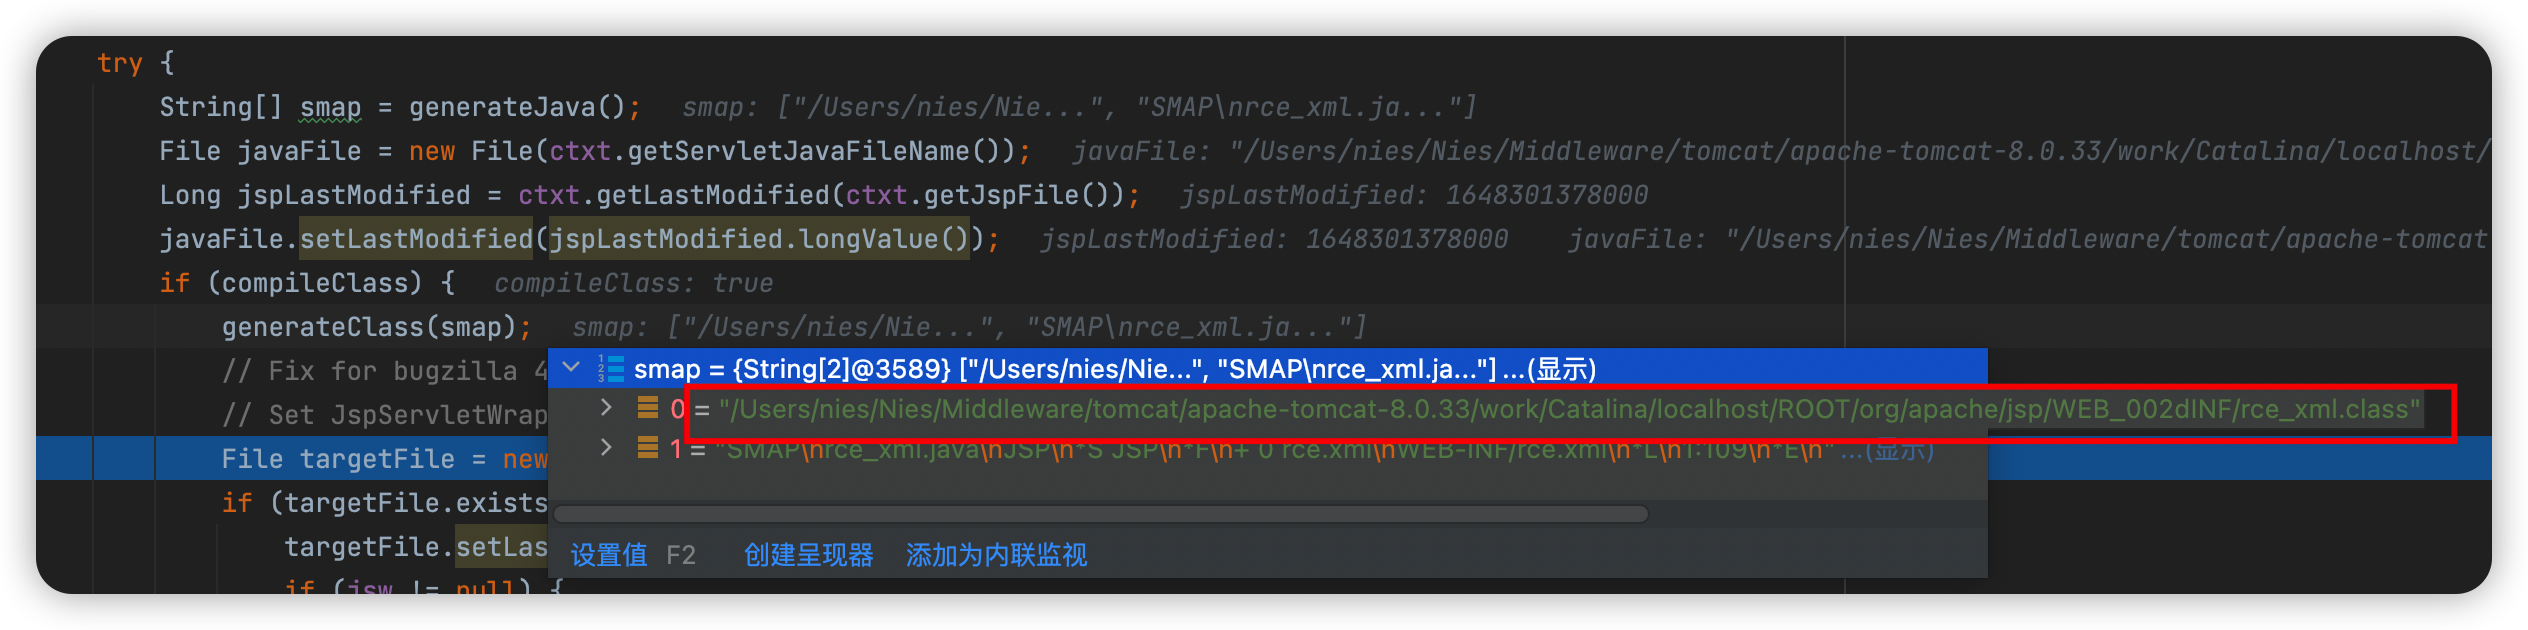 try {
String[] smap = generateJava(); smap: ["/Users/nies/Nie...", "SMAP\nrce_xml.ja..."]
File javaFile = new File(ctxt.getServletJavaFileName()); javaFile: "/Users/nies/Nies/Middleware/tomcat/apache-tomcat-8.0.33/work/Catalina/localhost/
Long jspLastModified = ctxt.getLastModified(ctxt.getJspFile()); jspLastModified: 1648301378000
javaFile.setLastModified(jspLastModified.longValue()); jspLastModified: 1648301378000 javaFile: "/Users/nies/Nies/Middleware/tomcat/apache-tomcat
if (compileClass) { compileClass: true
generateClass(smap); smap: ["/Users/nies/Nie...", "SMAP\nrce_xml.ja..."]
// Fix for bugzilla 4
smap = {String[2]@3589} ["/Users/nies/Nie...", "SMAP\nrce_xml.ja..."] ...(显示)
// Set JspServletWrap
0 = "/Users/nies/Nies/Middleware/tomcat/apache-tomcat-8.0.33/work/Catalina/localhost/ROOT/org/apache/jsp/WEB_002dINF/rce_xml.class"
File targetFile = new
1 = "SMAP\nrce_xml.java\nJSP\n*S JSP\n*F\n+ 0 rce.xml\nWEB-INF/rce.xml\n*L\n1:109\n*E\n" ...(显示)
if (targetFile.exists
targetFile.setLas
设置值 F2 创建呈现器 添加为内联监视
if (jsw != null) {